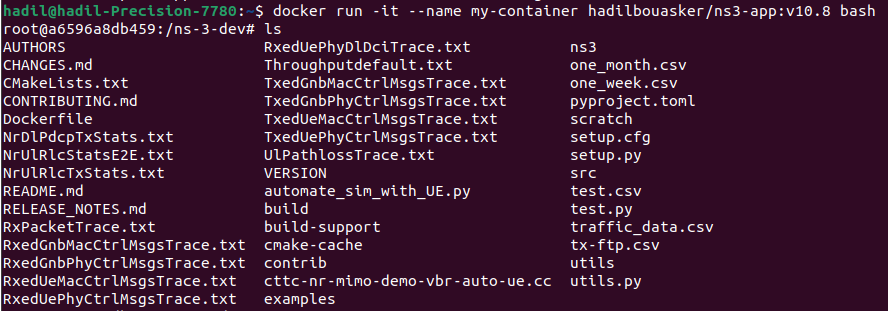 hadil@hadil-Precision-7780:~$ docker run -it --name my-container hadilbouasker/ns3-app:v10.8 bash
root@a6596a8db459:/ns-3-dev# ls
AUTHORS RxedUePhyDlDciTrace.txt ns3
CHANGES.md Throughputdefault.txt one_month.csv
CMakeLists.txt TxedGnbMacCtrlMsgsTrace.txt one_week.csv
CONTRIBUTING.md TxedGnbPhyCtrlMsgsTrace.txt pyproject.toml
Dockerfile TxedUeMacCtrlMsgsTrace.txt scratch
NrDlPdcpTxStats.txt TxedUePhyCtrlMsgsTrace.txt setup.cfg
NrUlRlcStatsE2E.txt UlPathlossTrace.txt setup.py
NrUlRlcTxStats.txt VERSION src
README.md automate_sim_with_UE.py test.csv
RELEASE_NOTES.md build test.py
RxPacketTrace.txt build-support traffic_data.csv
RxedGnbMacCtrlMsgsTrace.txt cmake-cache tx-ftp.csv
RxedGnbPhyCtrlMsgsTrace.txt contrib utils
RxedUeMacCtrlMsgsTrace.txt cttc-nr-mimo-demo-vbr-auto-ue.cc utils.py
RxedUePhyCtrlMsgsTrace.txt examples